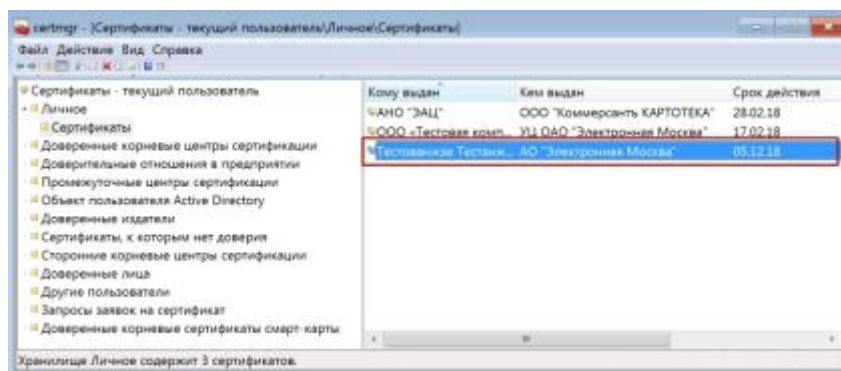 certmgr - [Сертификаты - текущий пользователь\Личное\Сертификаты]
Файл Действие Вид Справка
Сертификаты - текущий пользователь
Личное
Сертификаты
Доверенные корневые центры сертификации
Доверительные отношения в предприятии
Промежуточные центры сертификации
Объект пользователя Active Directory
Доверенные издатели
Сертификаты, к которым нет доверия
Сторонние корневые центры сертификации
Доверенные лица
Другие пользователи
Запросы заявок на сертификат
Доверенные корневые сертификаты смарт-карты
Кому выдан Кем выдан Срок действия
АНО "ЭАЦ" ООО "Коммерсантъ КАРТОТЕКА" 28.02.18
ООО «Тестовая комп... УЦ ОАО "Электронная Москва" 17.02.18
АО "Электронная Москва" 05.12.18
Хранилище Личное содержит 3 сертификатов.